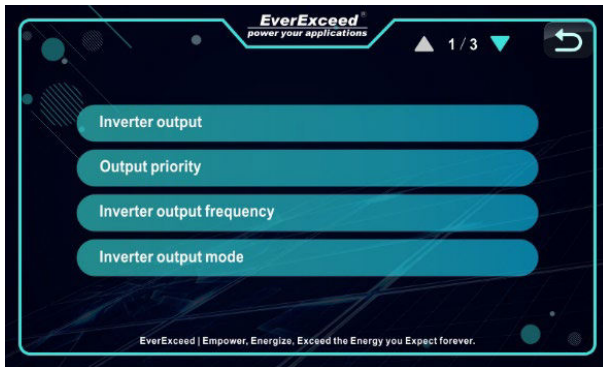 EverExceed®
power your applications
1/3
Inverter output
Output priority
Inverter output frequency
Inverter output mode
EverExceed | Empower, Energize, Exceed the Energy you Expect forever.